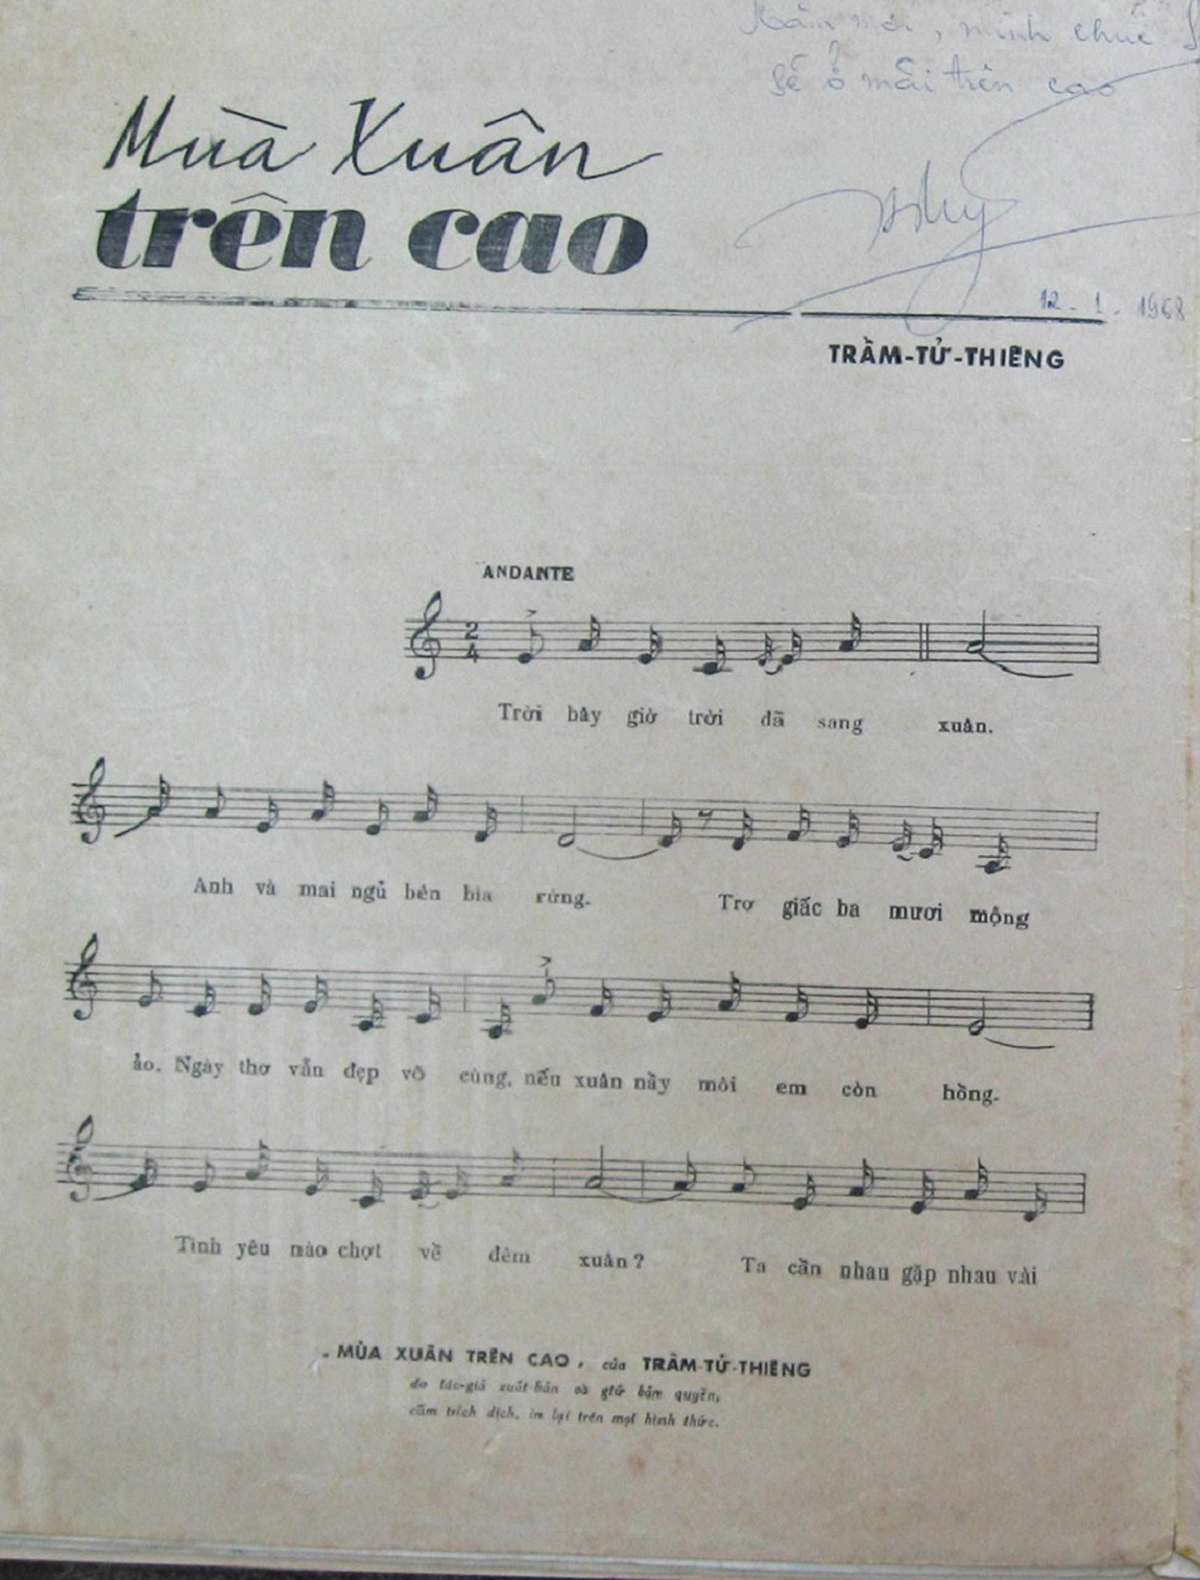 Năm mới, mình chúc
sẽ ở mãi trên cao
Mùa Xuân
trên cao
12 - 1 - 1968
TRẦM-TỬ-THIÊNG
ANDANTE
2
4
Trời bây giờ trời đã sang xuân.
Anh và mai ngủ bên bìa rừng. Trợ giấc ba mươi mộng
ảo. Ngày thơ vẫn đẹp vô cùng, nếu xuân nầy môi em còn hồng.
Tình yêu nào chợt về đêm xuân? Ta cần nhau gặp nhau vài
« MÙA XUÂN TRÊN CAO » của TRẦM-TỬ-THIÊNG
do tác-giả xuất-bản và giữ bản quyền,
cấm trích dịch, in lại trên mọi hình thức.